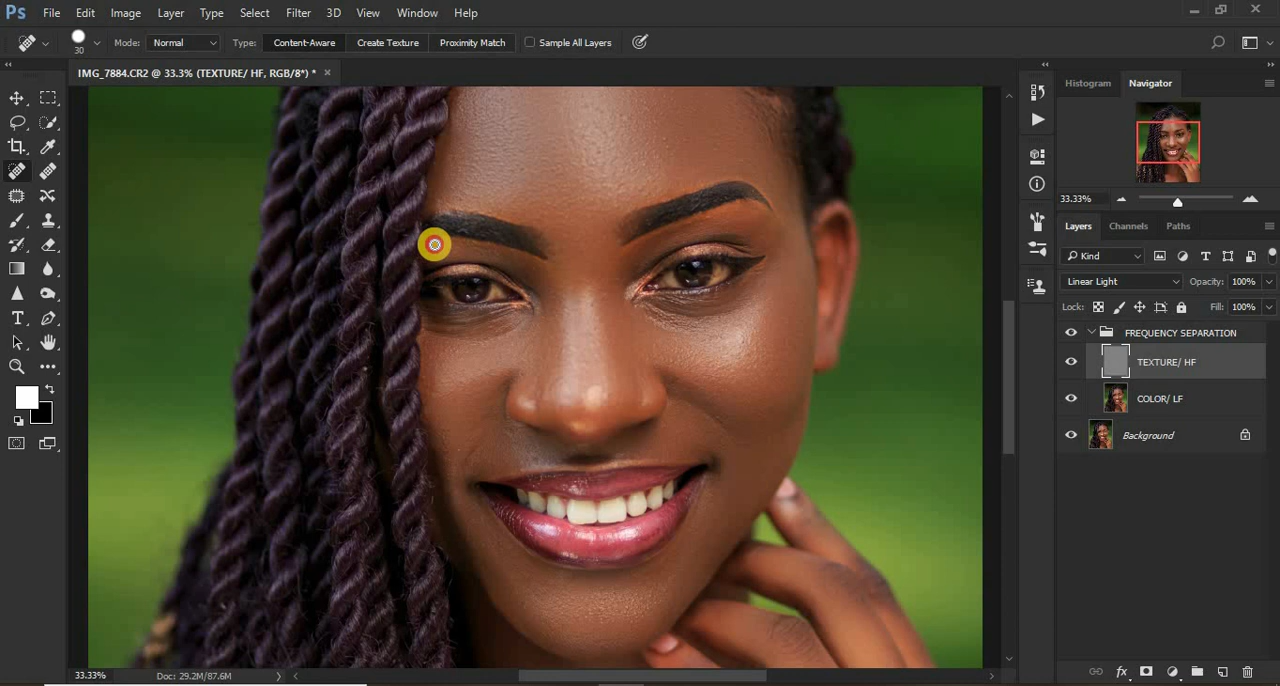 Ps File Edit Image Layer Type Select Filter 3D View Window Help
30 Mode: Normal Type: Content-Aware Create Texture Proximity Match Sample All Layers
IMG_7884.CR2 @ 33.3% (TEXTURE/ HF, RGB/8*) * ×
Histogram Navigator
33.33%
Layers Channels Paths
Kind
Linear Light Opacity: 100%
Lock: Fill: 100%
FREQUENCY SEPARATION
TEXTURE/ HF
COLOR/ LF
Background
33.33% Doc: 29.2M/87.6M